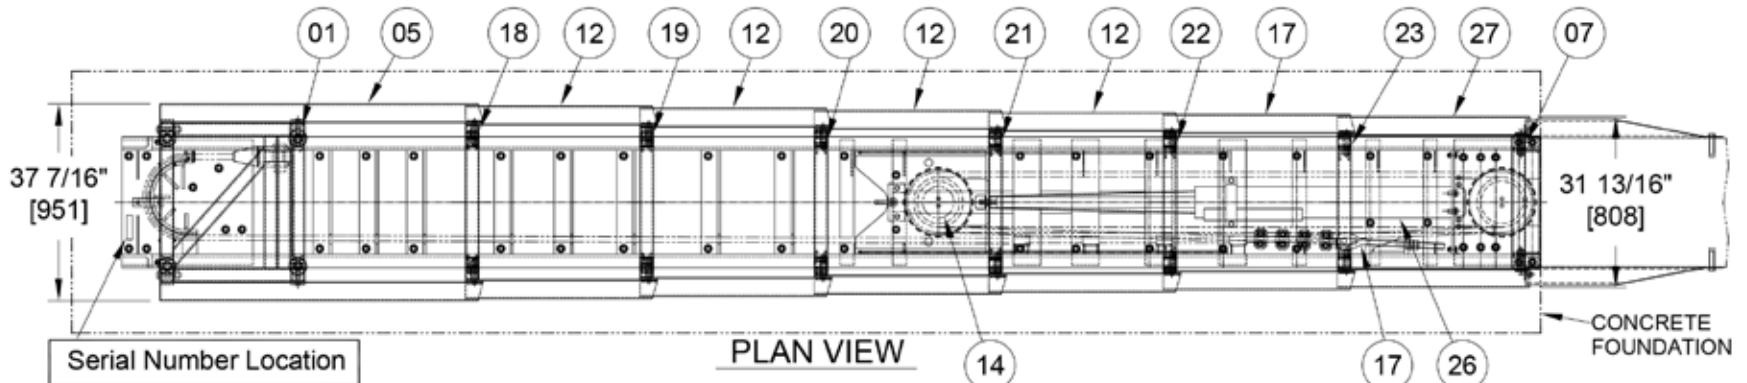 01 05 18 12 19 12 20 12 21 12 22 17 23 27 07
37 7/16"
[951]
31 13/16"
[808]
Serial Number Location
PLAN VIEW
14
17
26
CONCRETE
FOUNDATION